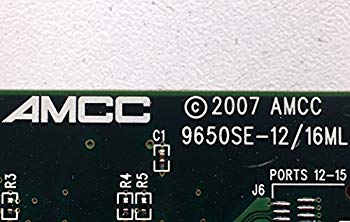 AMCC
© 2007 AMCC
9650SE-12/16ML
C1
PORTS 12-15
J6
R3
R4
R5